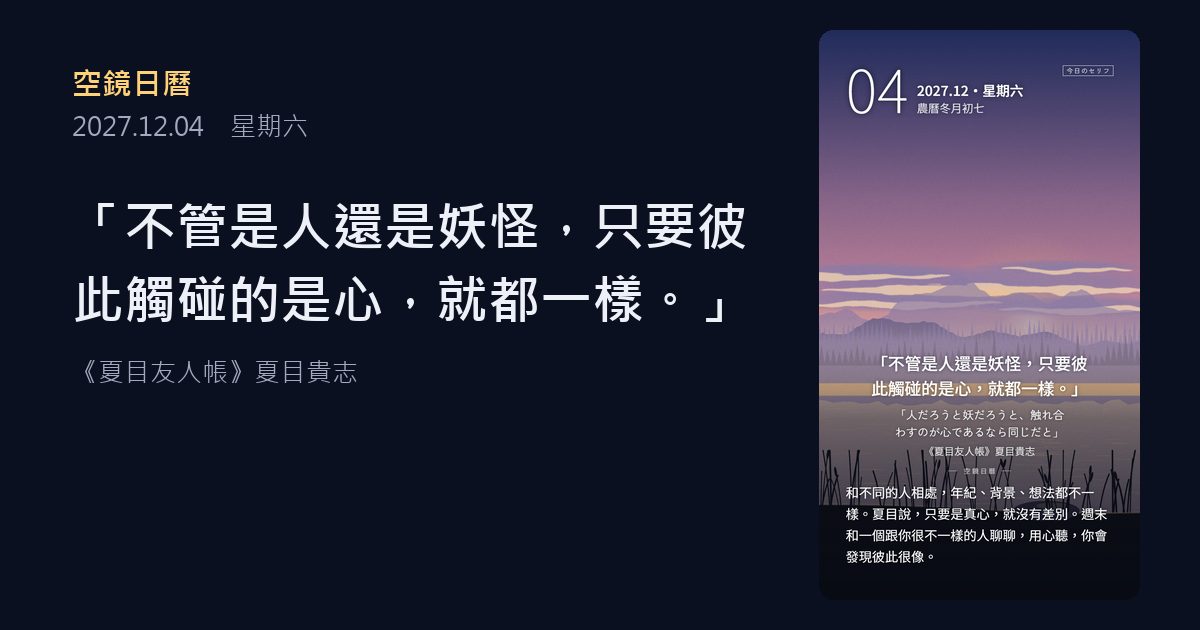 空鏡日曆
2027.12.04　星期六
「不管是人還是妖怪，只要彼
此觸碰的是心，就都一樣。」
《夏目友人帳》夏目貴志
今日のセリフ
04
2027.12・星期六
農曆冬月初七
「不管是人還是妖怪，只要彼
此觸碰的是心，就都一樣。」
「人だろうと妖だろうと、触れ合
わすのが心であるなら同じだと」
《夏目友人帳》夏目貴志
— 空鏡日曆 —
和不同的人相處，年紀、背景、想法都不一
樣。夏目說，只要是真心，就沒有差別。週末
和一個跟你很不一樣的人聊聊，用心聽，你會
發現彼此很像。